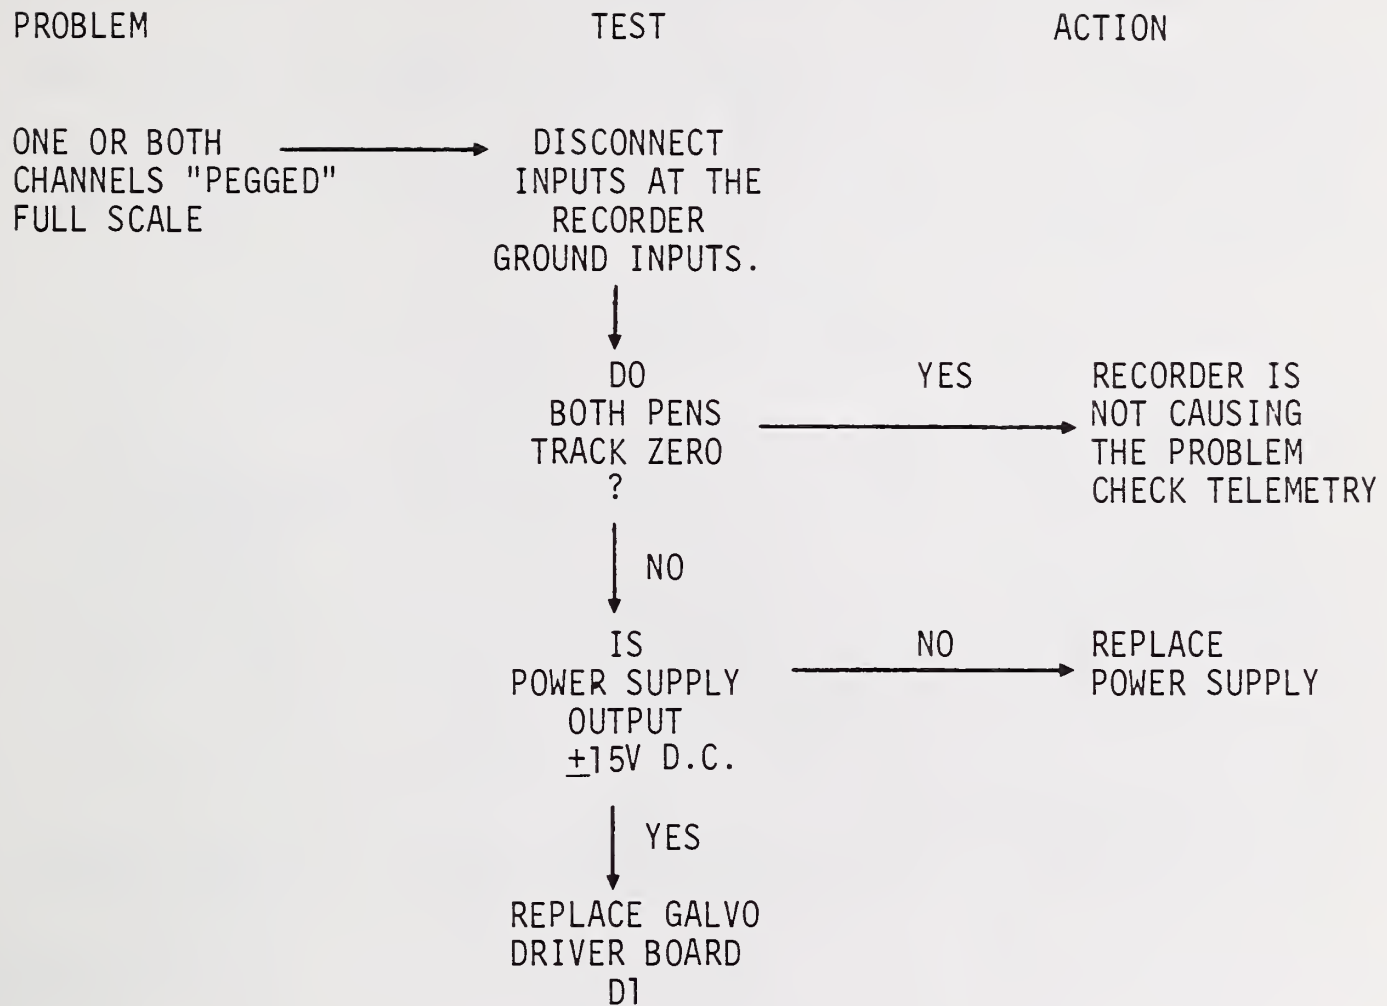 PROBLEM TEST ACTION
ONE OR BOTH
CHANNELS "PEGGED"
FULL SCALE
DISCONNECT
INPUTS AT THE
RECORDER
GROUND INPUTS.
DO
BOTH PENS
TRACK ZERO
?
YES
RECORDER IS
NOT CAUSING
THE PROBLEM
CHECK TELEMETRY
NO
IS
POWER SUPPLY
OUTPUT
±15V D.C.
NO
REPLACE
POWER SUPPLY
YES
REPLACE GALVO
DRIVER BOARD
D1